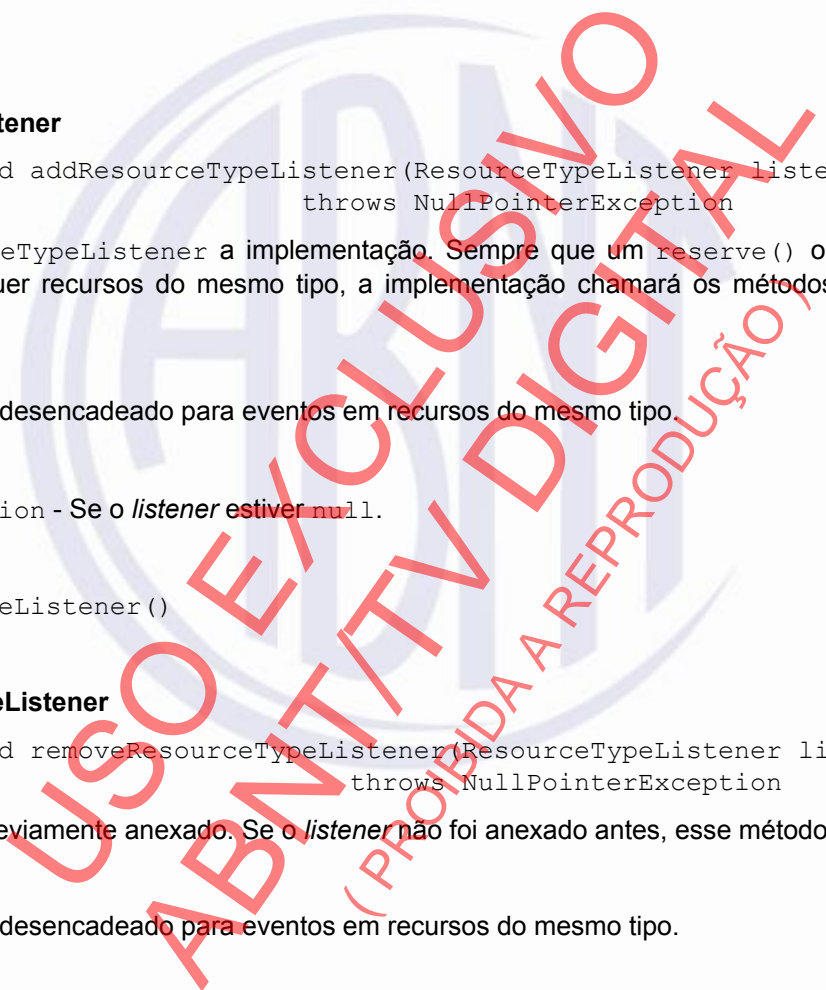 tener
d addResourceTypeListener(ResourceTypeListener liste
throws NullPointerException
eTypeListener a implementação. Sempre que um reserve() o
uer recursos do mesmo tipo, a implementação chamará os métodos
desencadeado para eventos em recursos do mesmo tipo.
ion - Se o listener estiver null.
eListener()
eListener
d removeResourceTypeListener(ResourceTypeListener li
throws NullPointerException
eviamente anexado. Se o listener não foi anexado antes, esse método
desencadeado para eventos em recursos do mesmo tipo.
USO EXCLUSIVO
ABNT/TV DIGITAL
( PROIBIDA A REPRODUÇÃO )
ABNT